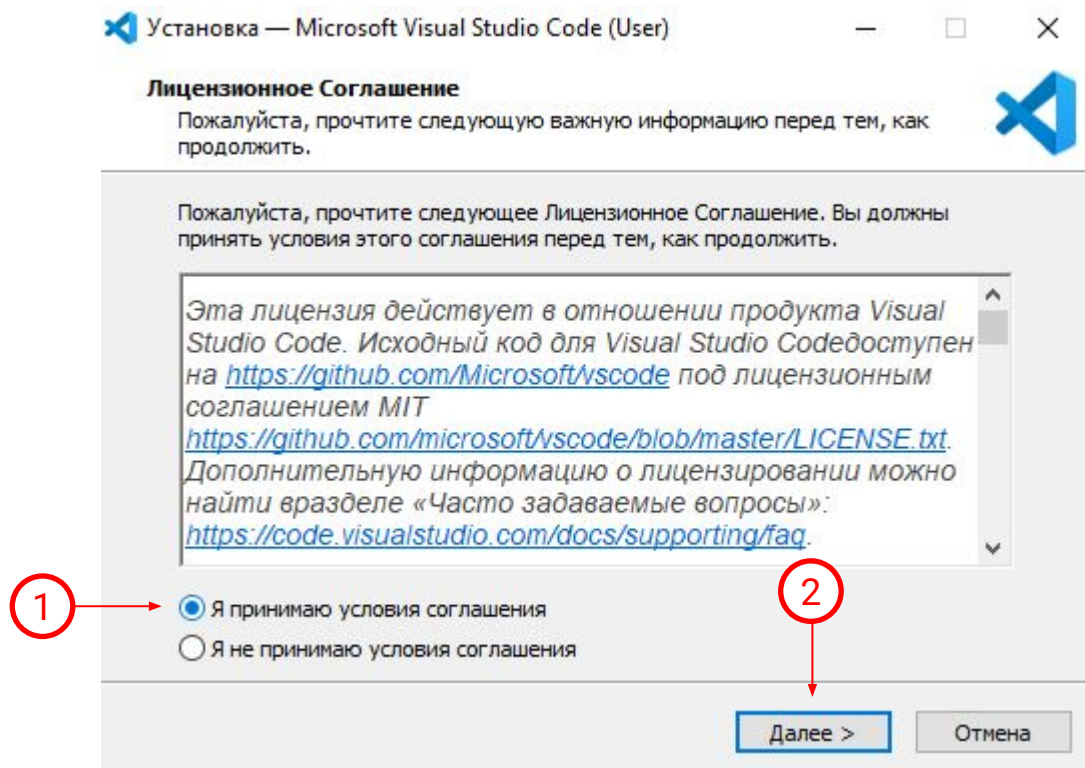 Установка — Microsoft Visual Studio Code (User)
Лицензионное Соглашение
Пожалуйста, прочтите следующую важную информацию перед тем, как
продолжить.
Пожалуйста, прочтите следующее Лицензионное Соглашение. Вы должны
принять условия этого соглашения перед тем, как продолжить.
Эта лицензия действует в отношении продукта Visual
Studio Code. Исходный код для Visual Studio Codeдоступен
на https://github.com/Microsoft/vscode под лицензионным
соглашением MIT
https://github.com/microsoft/vscode/blob/master/LICENSE.txt.
Дополнительную информацию о лицензировании можно
найти вразделе «Часто задаваемые вопросы»:
https://code.visualstudio.com/docs/supporting/faq.
1
Я принимаю условия соглашения
2
Я не принимаю условия соглашения
Далее >
Отмена